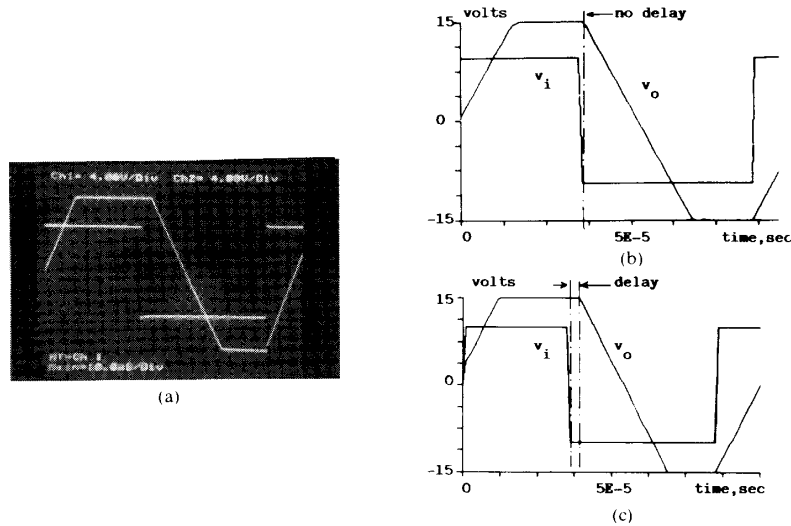 Ch1= 4.00V/Div Ch2= 4.00V/Div
(a)
15
volts
no delay
v_i
v_o
0
-15
0
5E-5
time,sec
(b)
volts
delay
15
v_i
v_o
0
-15
0
5E-5
time,sec
(c)